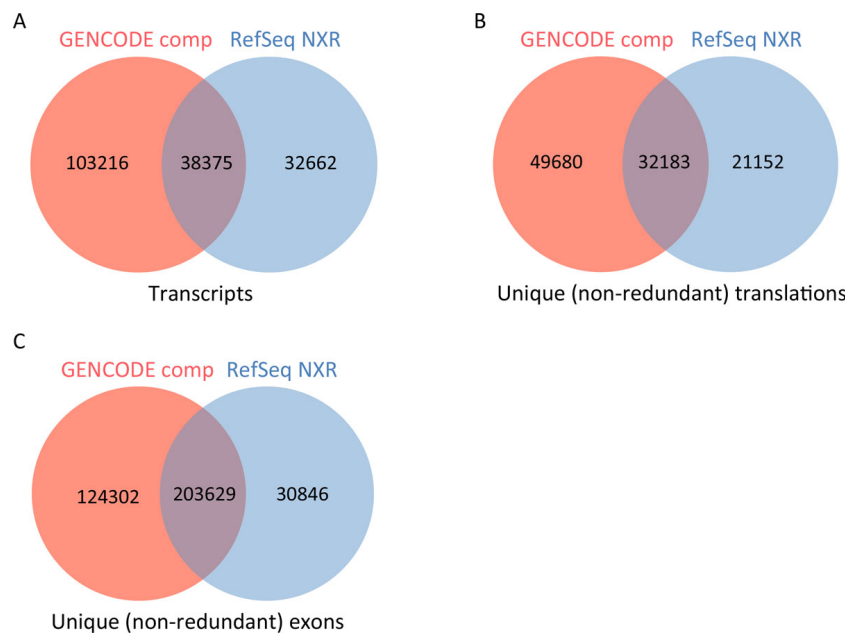 A
GENCODE comp RefSeq NXR
103216 38375 32662
Transcripts
B
GENCODE comp RefSeq NXR
49680 32183 21152
Unique (non-redundant) translations
C
GENCODE comp RefSeq NXR
124302 203629 30846
Unique (non-redundant) exons